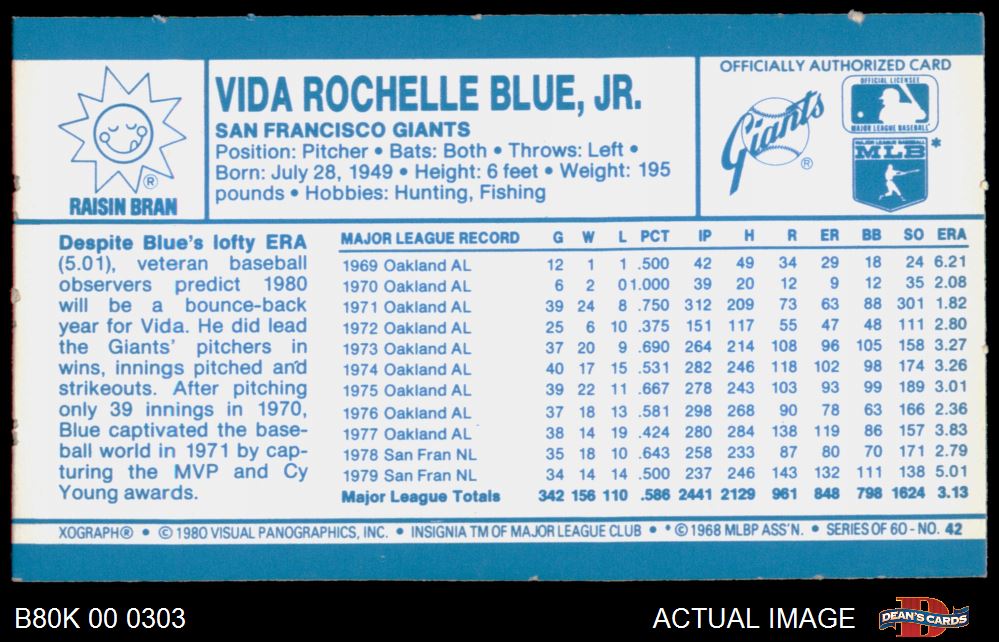 RAISIN BRAN
®
VIDA ROCHELLE BLUE, JR.
SAN FRANCISCO GIANTS
Position: Pitcher • Bats: Both • Throws: Left •
Born: July 28, 1949 • Height: 6 feet • Weight: 195
pounds • Hobbies: Hunting, Fishing
OFFICIALLY AUTHORIZED CARD
Giants
®
OFFICIAL LICENSEE
MAJOR LEAGUE BASEBALL
MAJOR LEAGUE BASEBALL
MLB *
Despite Blue's lofty ERA
(5.01), veteran baseball
observers predict 1980
will be a bounce-back
year for Vida. He did lead
the Giants' pitchers in
wins, innings pitched and
strikeouts. After pitching
only 39 innings in 1970,
Blue captivated the base-
ball world in 1971 by cap-
turing the MVP and Cy
Young awards.
MAJOR LEAGUE RECORD G W L PCT IP H R ER BB SO ERA
1969 Oakland AL 12 1 1 .500 42 49 34 29 18 24 6.21
1970 Oakland AL 6 2 0 1.000 39 20 12 9 12 35 2.08
1971 Oakland AL 39 24 8 .750 312 209 73 63 88 301 1.82
1972 Oakland AL 25 6 10 .375 151 117 55 47 48 111 2.80
1973 Oakland AL 37 20 9 .690 264 214 108 96 105 158 3.27
1974 Oakland AL 40 17 15 .531 282 246 118 102 98 174 3.26
1975 Oakland AL 39 22 11 .667 278 243 103 93 99 189 3.01
1976 Oakland AL 37 18 13 .581 298 268 90 78 63 166 2.36
1977 Oakland AL 38 14 19 .424 280 284 138 119 86 157 3.83
1978 San Fran NL 35 18 10 .643 258 233 87 80 70 171 2.79
1979 San Fran NL 34 14 14 .500 237 246 143 132 111 138 5.01
Major League Totals 342 156 110 .586 2441 2129 961 848 798 1624 3.13
XOGRAPH® • © 1980 VISUAL PANOGRAPHICS, INC. • INSIGNIA TM OF MAJOR LEAGUE CLUB • * © 1968 MLBP ASS'N. • SERIES OF 60 - NO. 42
B80K 00 0303
ACTUAL IMAGE
DEAN'S CARDS